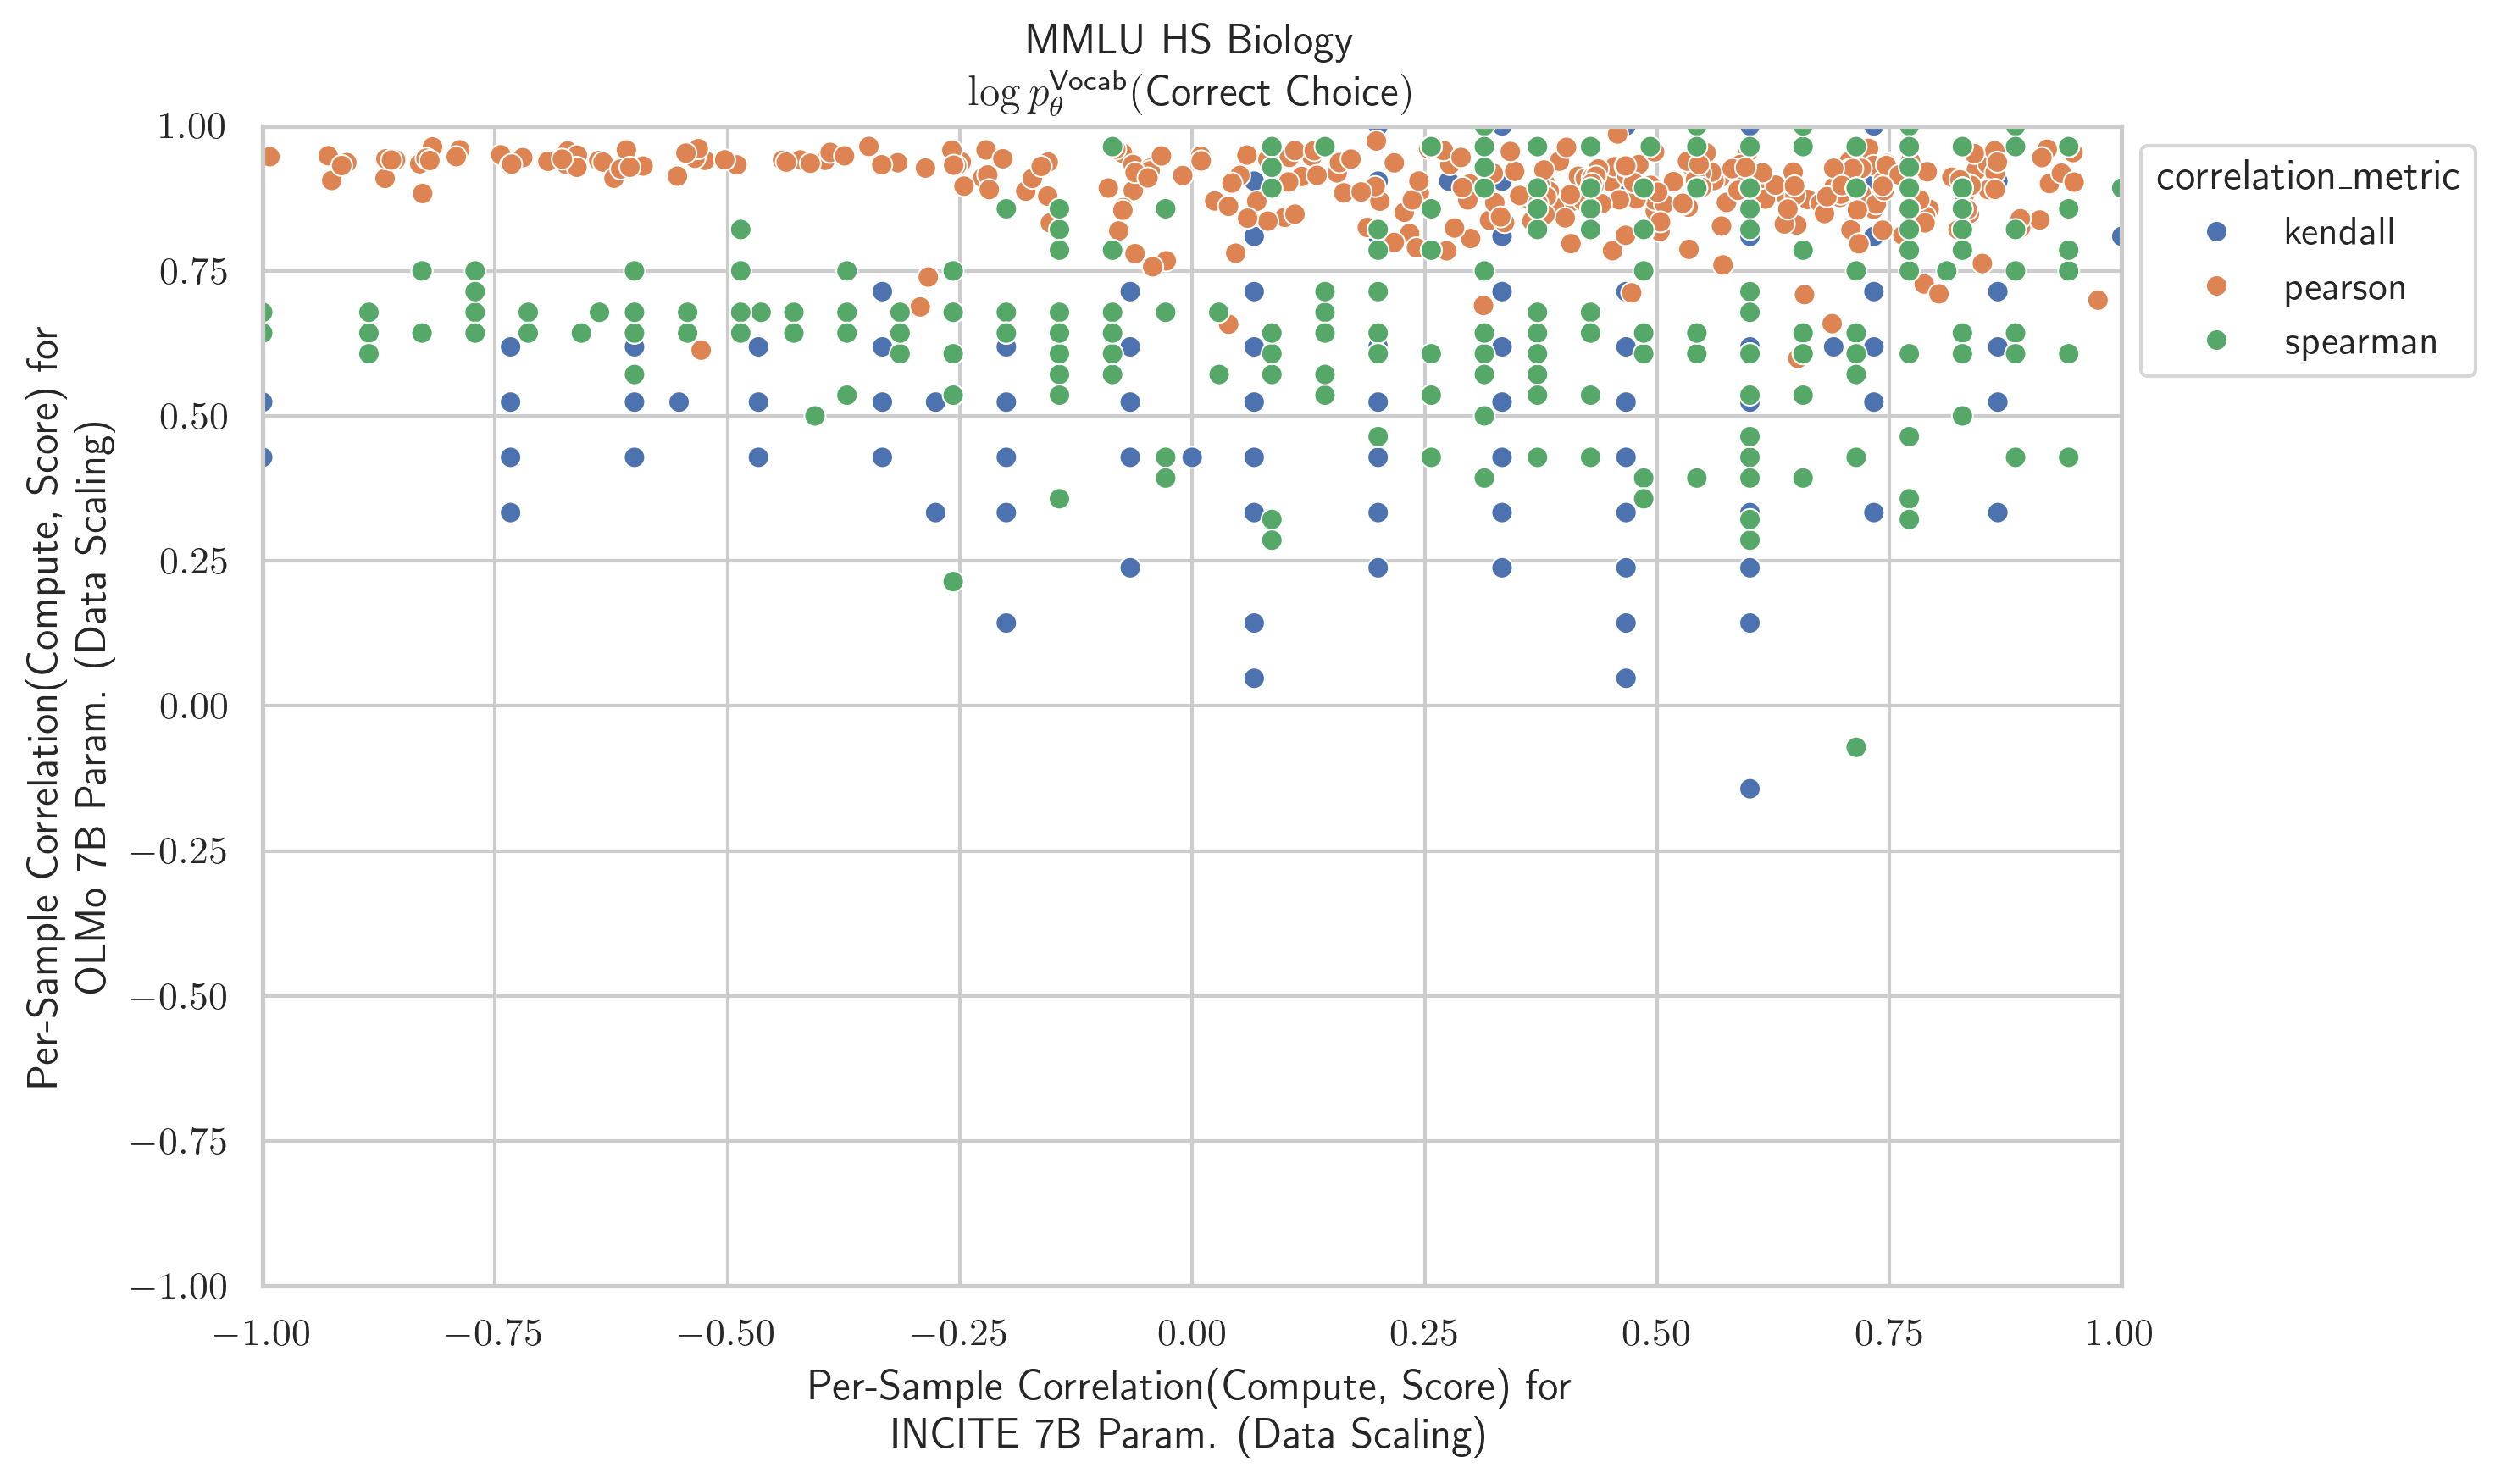 MMLU HS Biology
log p_θ^Vocab(Correct Choice)
1.00
0.75
0.50
0.25
0.00
−0.25
−0.50
−0.75
−1.00
Per-Sample Correlation(Compute, Score) for
OLMo 7B Param. (Data Scaling)
correlation_metric
kendall
pearson
spearman
−1.00 −0.75 −0.50 −0.25 0.00 0.25 0.50 0.75 1.00
Per-Sample Correlation(Compute, Score) for
INCITE 7B Param. (Data Scaling)